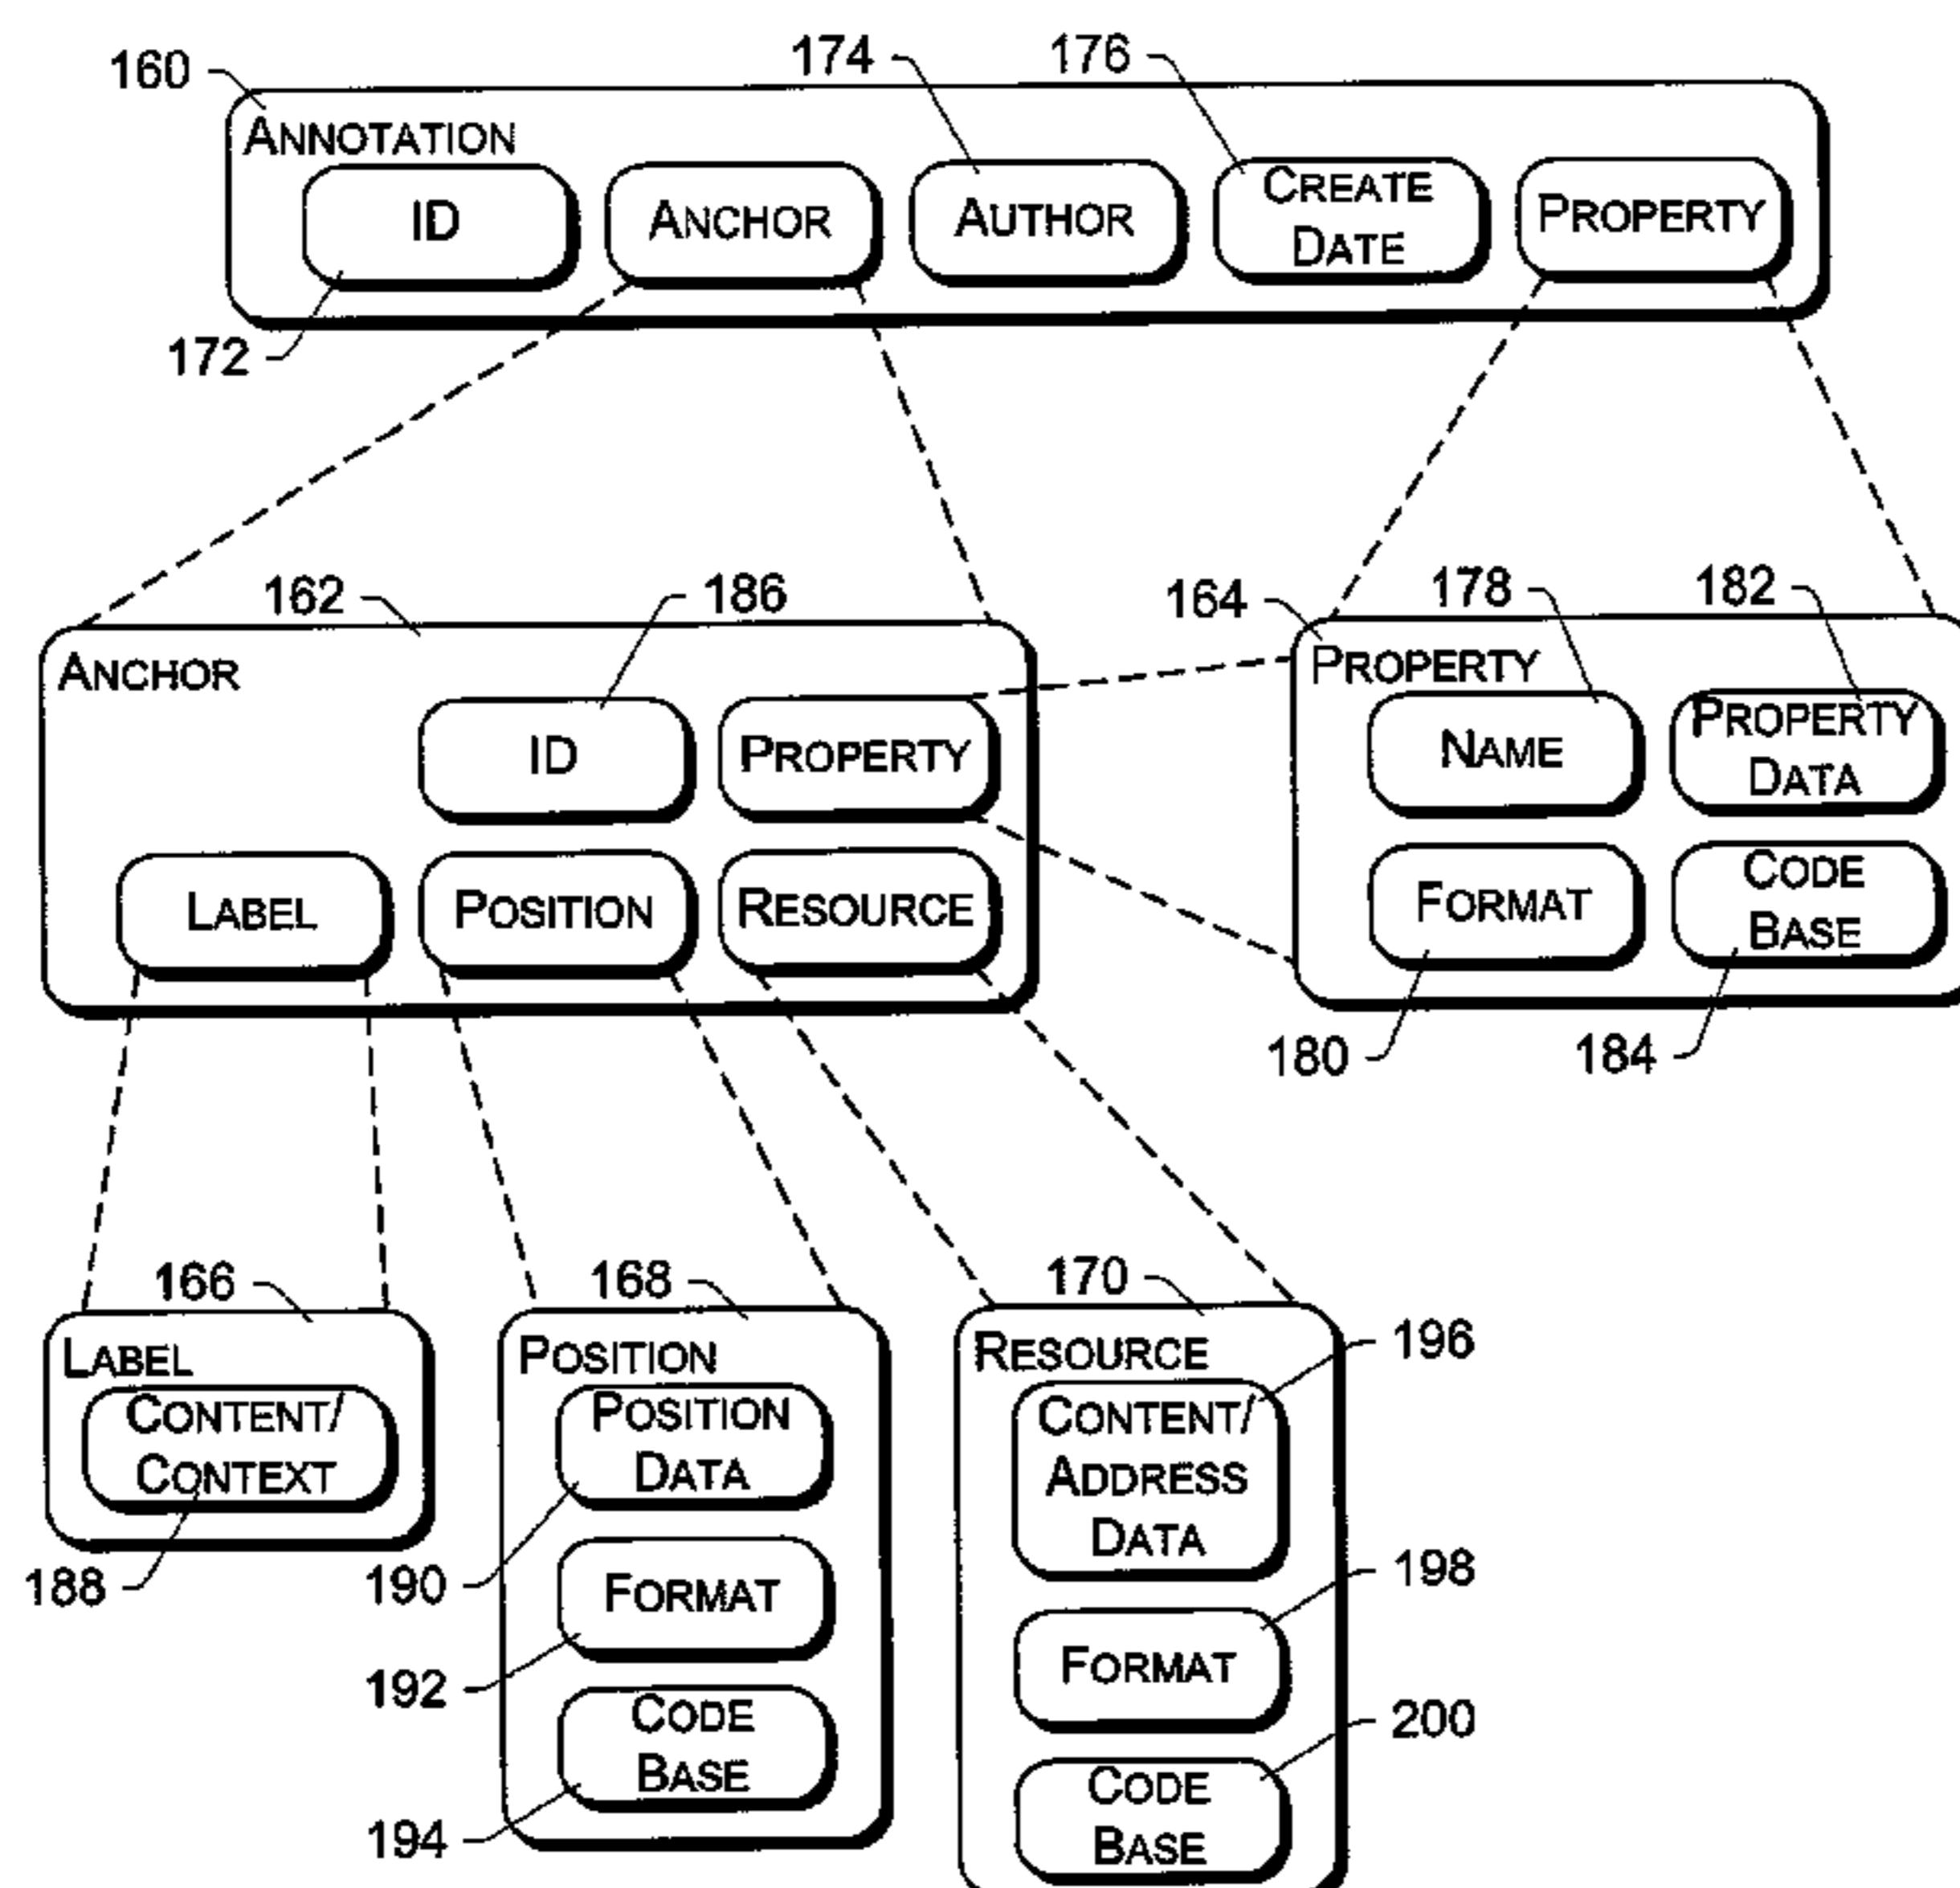 160
174
176
ANNOTATION
ID
ANCHOR
AUTHOR
CREATE
DATE
PROPERTY
172
162
186
164
178
182
ANCHOR
ID
PROPERTY
LABEL
POSITION
RESOURCE
PROPERTY
NAME
PROPERTY
DATA
FORMAT
CODE
BASE
180
184
166
168
170
LABEL
CONTENT/
CONTEXT
188
POSITION
POSITION
DATA
190
FORMAT
192
CODE
BASE
194
RESOURCE
196
CONTENT/
ADDRESS
DATA
198
FORMAT
200
CODE
BASE